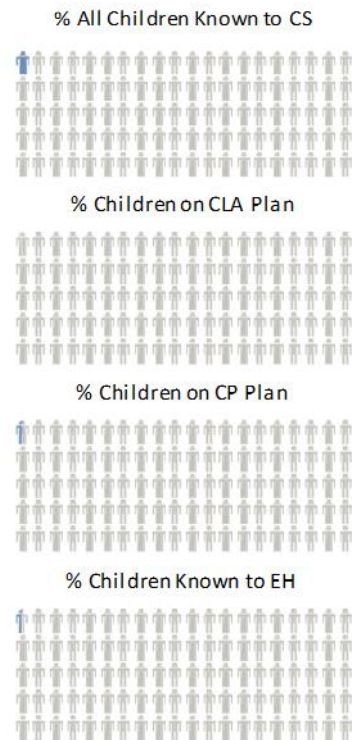 % All Children Known to CS
% Children on CLA Plan
% Children on CP Plan
% Children Known to EH